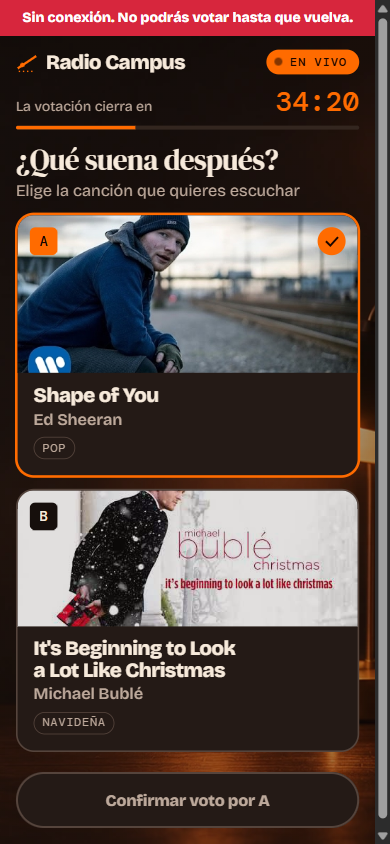 Sin conexión. No podrás votar hasta que vuelva.
Radio Campus
EN VIVO
La votación cierra en
34:20
¿Qué suena después?
Elige la canción que quieres escuchar
A
Shape of You
Ed Sheeran
POP
B
michael
bublé
christmas
it's beginning to look a lot like christmas
It's Beginning to Look
a Lot Like Christmas
Michael Bublé
NAVIDEÑA
Confirmar voto por A